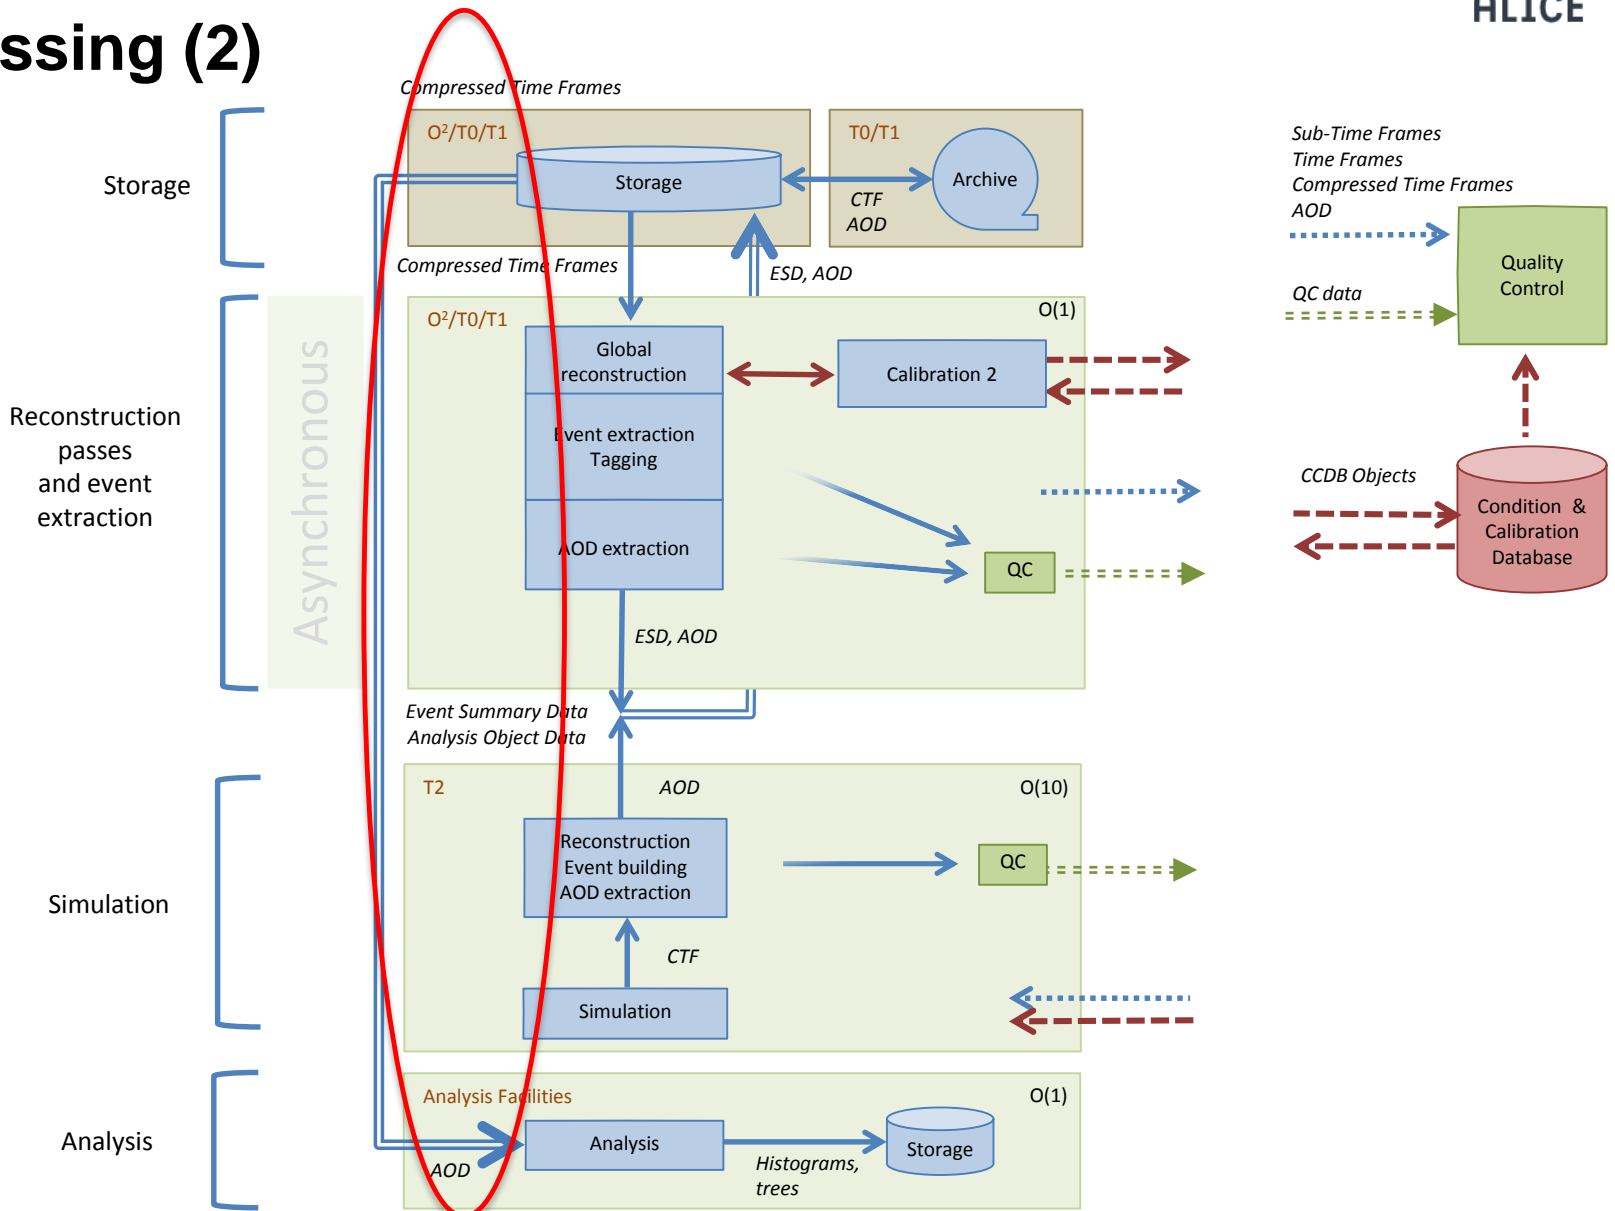 ssing (2)
ALICE
Compressed Time Frames
Storage
O²/T0/T1
Storage
T0/T1
Archive
CTF
AOD
Compressed Time Frames
ESD, AOD
Sub-Time Frames
Time Frames
Compressed Time Frames
AOD
QC data
Quality
Control
CCDB Objects
Condition &
Calibration
Database
Reconstruction
passes
and event
extraction
Asynchronous
O²/T0/T1
O(1)
Global
reconstruction
Calibration 2
Event extraction
Tagging
AOD extraction
QC
ESD, AOD
Event Summary Data
Analysis Object Data
Simulation
T2
AOD
O(10)
Reconstruction
Event building
AOD extraction
QC
CTF
Simulation
Analysis
Analysis Facilities
O(1)
Analysis
Storage
AOD
Histograms,
trees